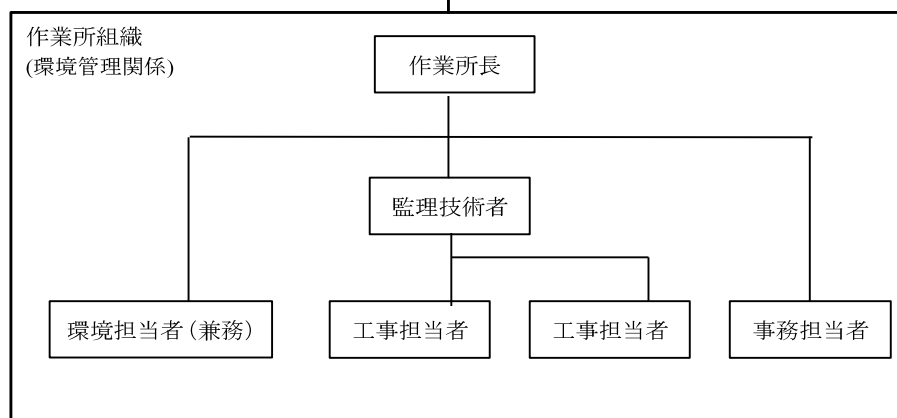 作業所組織
(環境管理関係)
作業所長
監理技術者
環境担当者（兼務）
工事担当者
工事担当者
事務担当者